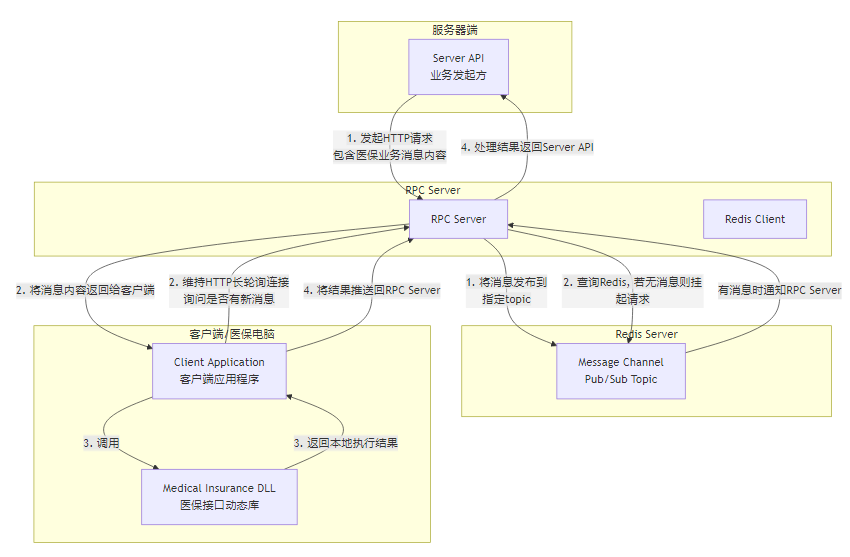 服务器端
Server API
业务发起方
1. 发起HTTP请求
包含医保业务消息内容
4. 处理结果返回Server API
RPC Server
RPC Server
Redis Client
2. 将消息内容返回给客户端
2. 维持HTTP长轮询连接
询问是否有新消息
4. 将结果推送回RPC Server
1. 将消息发布到
指定topic
2. 查询Redis, 若无消息则挂
起请求
有消息时通知RPC Server
客户端/医保电脑
Client Application
客户端应用程序
Redis Server
Message Channel
Pub/Sub Topic
3. 调用
3. 返回本地执行结果
Medical Insurance DLL
医保接口动态库